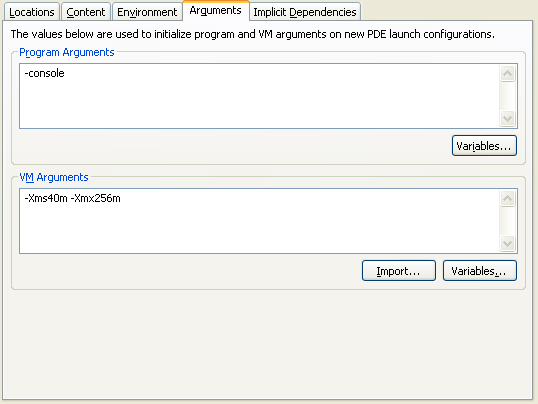 Locations Content Environment Arguments Implicit Dependencies
The values below are used to initialize program and VM arguments on new PDE launch configurations.
Program Arguments
-console
Variables...
VM Arguments
-Xms40m -Xmx256m
Import... Variables...